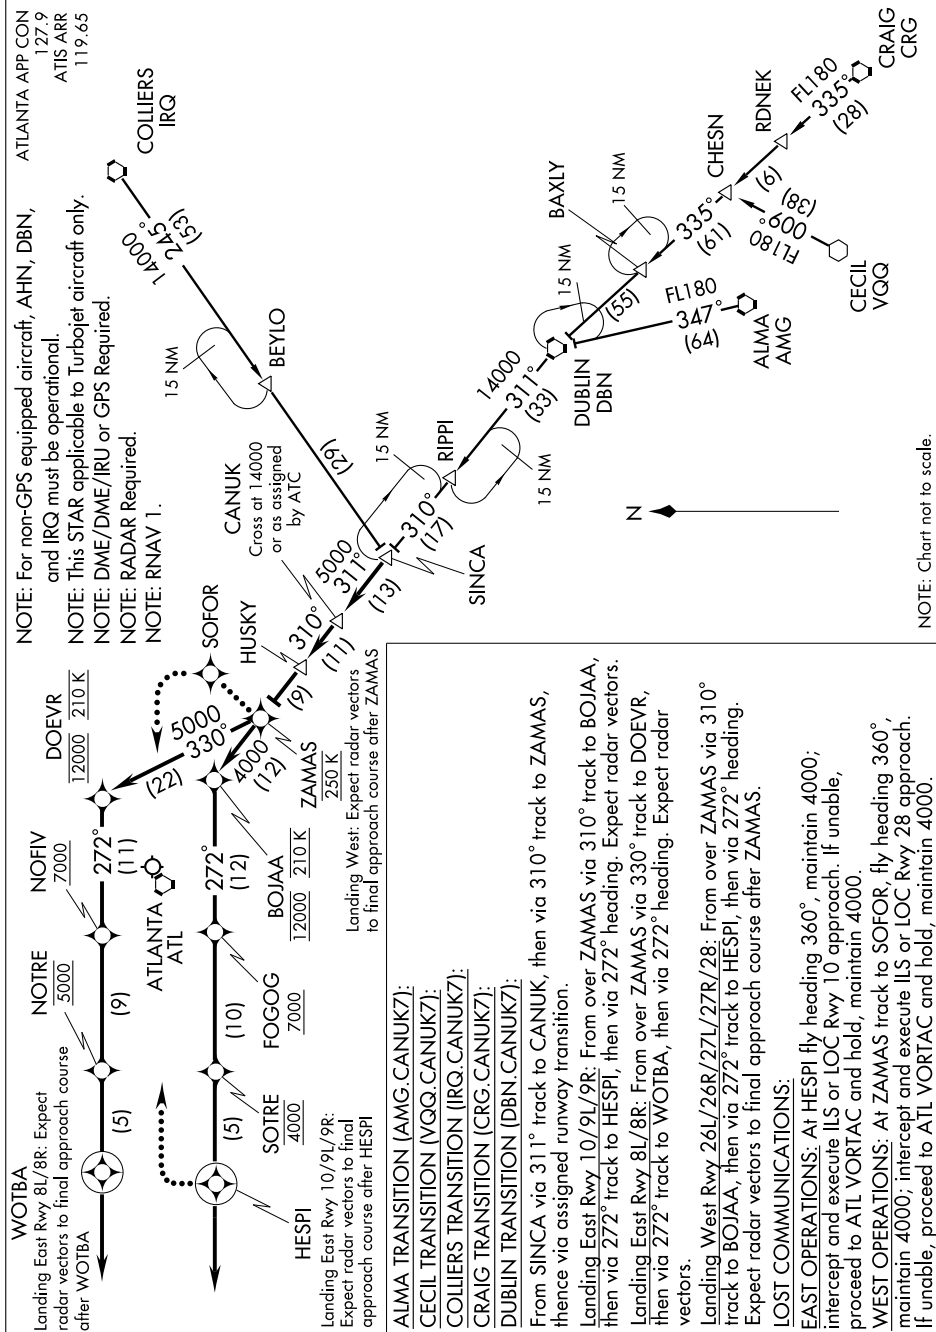 ATLANTA APP CON
127.9
ATIS ARR
119.65
NOTE: For non-GPS equipped aircraft, AHN, DBN,
and IRQ must be operational.
NOTE: This STAR applicable to Turbojet aircraft only.
NOTE: DME/DME/IRU or GPS Required.
NOTE: RADAR Required.
NOTE: RNAV 1.
COLLIERS
IRQ
14000
245°
(53)
15 NM
BEYLO
(29)
CANUK
Cross at 14000
or as assigned
by ATC
15 NM
RIPPI
15 NM
14000
311°
(33)
310°
(17)
SINCA
5000
311°
(13)
310°
(11)
HUSKY
(9)
SOFOR
DOEVR
12000 210 K
5000
330°
(22)
4000
(12)
ZAMAS
250 K
Landing West: Expect radar vectors
to final approach course after ZAMAS
BOJAA
12000 210 K
NOFIV
7000
272°
(11)
ATLANTA
ATL
272°
(12)
NOTRE
5000
(9)
(10)
FOGOG
7000
WOTBA
Landing East Rwy 8L/8R: Expect
radar vectors to final approach course
after WOTBA
(5)
(5)
SOTRE
4000
HESPI
Landing East Rwy 10/9L/9R:
Expect radar vectors to final
approach course after HESPI
DUBLIN
DBN
15 NM
BAXLY
15 NM
(55)
FL180
347°
(64)
ALMA
AMG
335°
(61)
CHESN
(6)
RDNEK
FL180
335°
(28)
CRAIG
CRG
FL180
009°
(38)
CECIL
VQQ
N
NOTE: Chart not to scale.
ALMA TRANSITION (AMG.CANUK7):
CECIL TRANSITION (VQQ.CANUK7):
COLLIERS TRANSITION (IRQ.CANUK7):
CRAIG TRANSITION (CRG.CANUK7):
DUBLIN TRANSITION (DBN.CANUK7):
From SINCA via 311° track to CANUK, then via 310° track to ZAMAS,
thence via assigned runway transition.
Landing East Rwy 10/9L/9R: From over ZAMAS via 310° track to BOJAA,
then via 272° track to HESPI, then via 272° heading. Expect radar vectors.
Landing East Rwy 8L/8R: From over ZAMAS via 330° track to DOEVR,
then via 272° track to WOTBA, then via 272° heading. Expect radar
vectors.
Landing West Rwy 26L/26R/27L/27R/28: From over ZAMAS via 310°
track to BOJAA, then via 272° track to HESPI, then via 272° heading.
Expect radar vectors to final approach course after ZAMAS.
LOST COMMUNICATIONS:
EAST OPERATIONS: At HESPI fly heading 360°, maintain 4000;
intercept and execute ILS or LOC Rwy 10 approach. If unable,
proceed to ATL VORTAC and hold, maintain 4000.
WEST OPERATIONS: At ZAMAS track to SOFOR, fly heading 360°,
maintain 4000; intercept and execute ILS or LOC Rwy 28 approach.
If unable, proceed to ATL VORTAC and hold, maintain 4000.